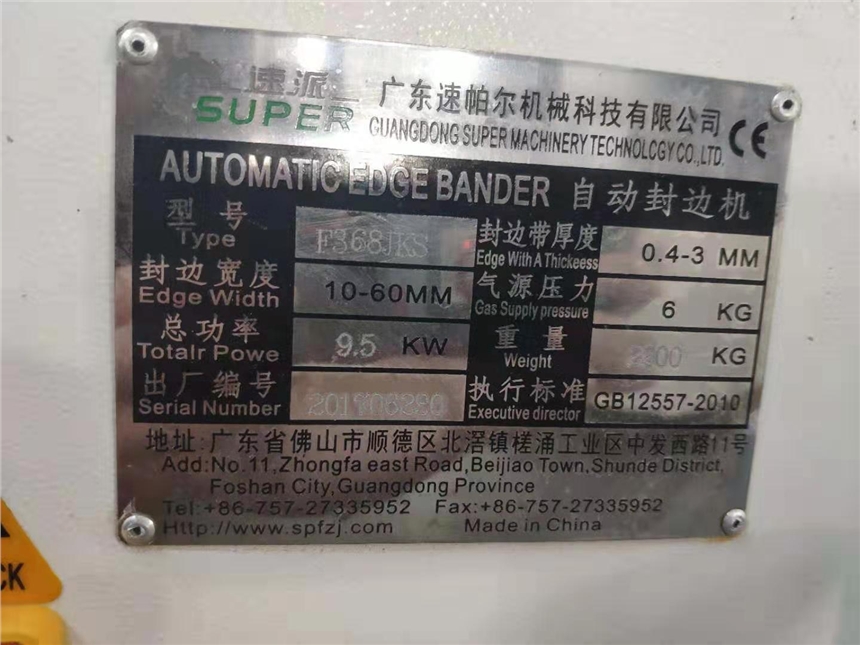 速派
SUPER
广东速帕尔机械科技有限公司
GUANGDONG SUPER MACHINERY TECHNOLCGY CO.,LTD.
CE
AUTOMATIC EDGE BANDER 自动封边机
型号 F368JKS 封边带厚度 0.4-3 MM
Type Edge With A Thickeess
封边宽度 10-60MM 气源压力 6 KG
Edge Width Gas Supply pressure
总功率 9.5 KW 重量 KG
Totalr Powe Weight
出厂编号 执行标准 GB12557-2010
Serial Number Executive director
地址:广东省佛山市顺德区北滘镇槎涌工业区中发西路11号
Add:No.11,Zhongfa east Road,Beijiao Town,Shunde District,
Foshan City,Guangdong Province
Tel:+86-757-27335952 Fax:+86-757-27335952
Http://www.spfzj.com Made in China
CK